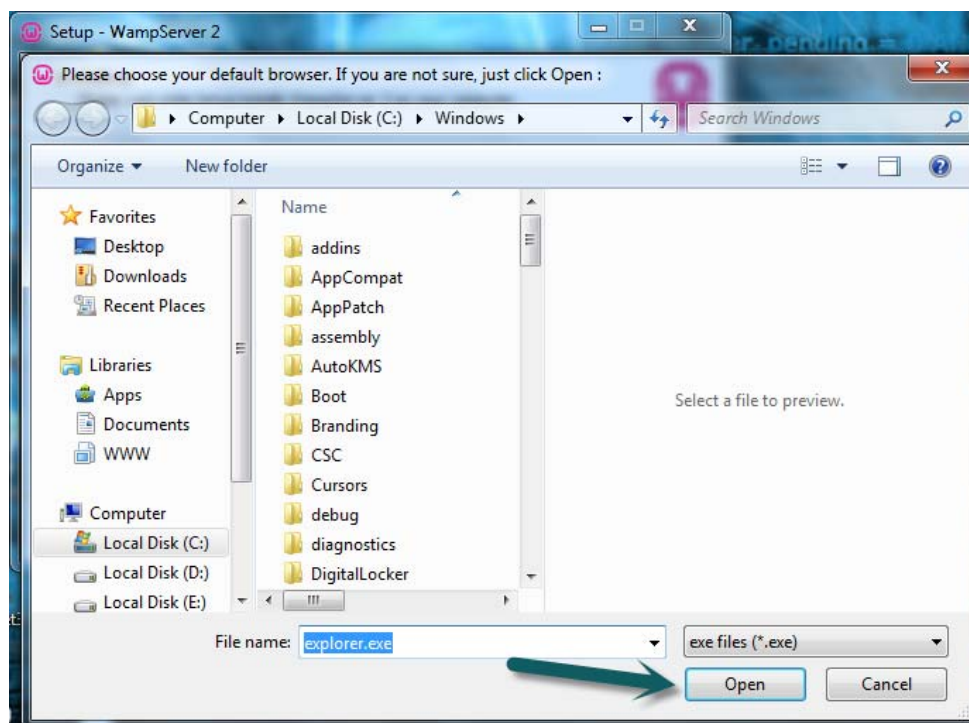 Setup - WampServer 2
Please choose your default browser. If you are not sure, just click Open :
Computer Local Disk (C:) Windows
Search Windows
Organize New folder
Favorites
Desktop
Downloads
Recent Places
Libraries
Apps
Documents
WWW
Computer
Local Disk (C:)
Local Disk (D:)
Local Disk (E:)
Name
addins
AppCompat
AppPatch
assembly
AutoKMS
Boot
Branding
CSC
Cursors
debug
diagnostics
DigitalLocker
Select a file to preview.
File name: explorer.exe
exe files (*.exe)
Open Cancel